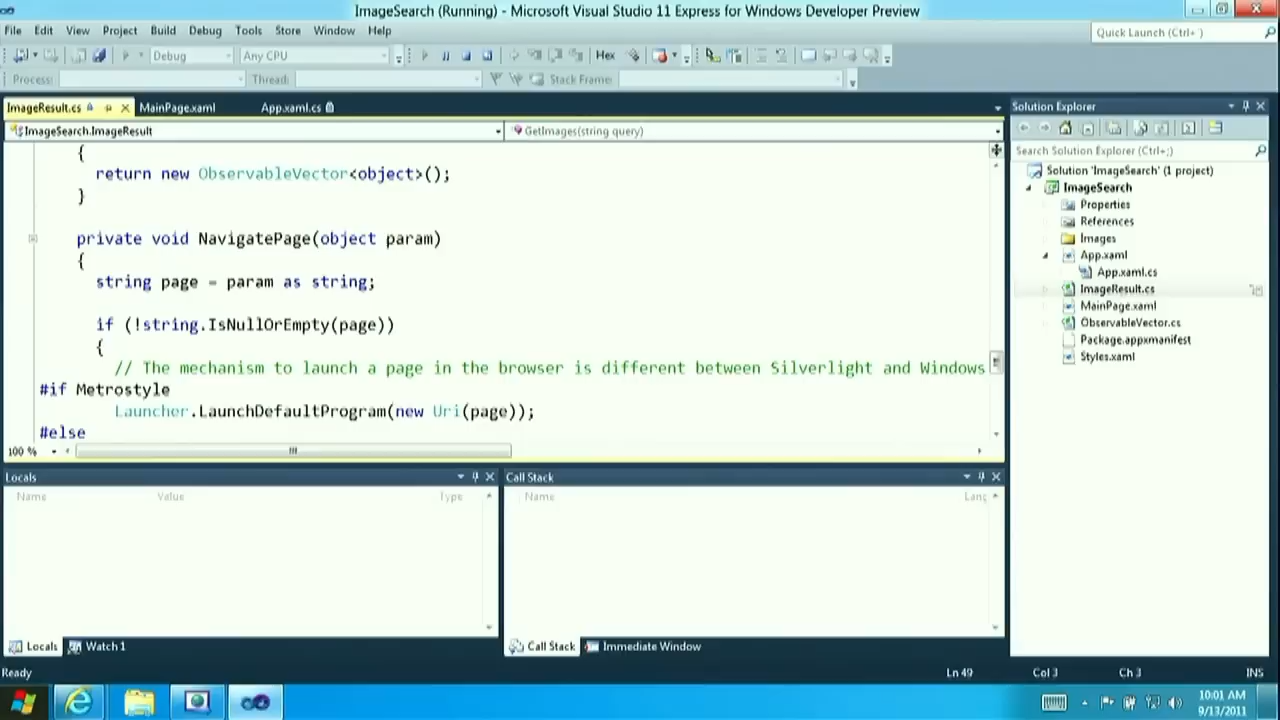 ImageSearch (Running) - Microsoft Visual Studio 11 Express for Windows Developer Preview
File Edit View Project Build Debug Tools Store Window Help
Quick Launch (Ctrl+ )
Debug Any CPU Hex
Process: Thread: Stack Frame:
ImageResult.cs MainPage.xaml App.xaml.cs
ImageSearch.ImageResult GetImages(string query)
{
return new ObservableVector<object>();
}
private void NavigatePage(object param)
{
string page = param as string;
if (!string.IsNullOrEmpty(page))
{
// The mechanism to launch a page in the browser is different between Silverlight and Windows
#if Metrostyle
Launcher.LaunchDefaultProgram(new Uri(page));
#else
100 %
Solution Explorer
Search Solution Explorer (Ctrl+;)
Solution 'ImageSearch' (1 project)
ImageSearch
Properties
References
Images
App.xaml
App.xaml.cs
ImageResult.cs
MainPage.xaml
ObservableVector.cs
Package.appxmanifest
Styles.xaml
Locals
Name Value Type
Call Stack
Name Lang
Locals Watch 1
Call Stack Immediate Window
Ready Ln 49 Col 3 Ch 3 INS
10:01 AM
9/13/2011